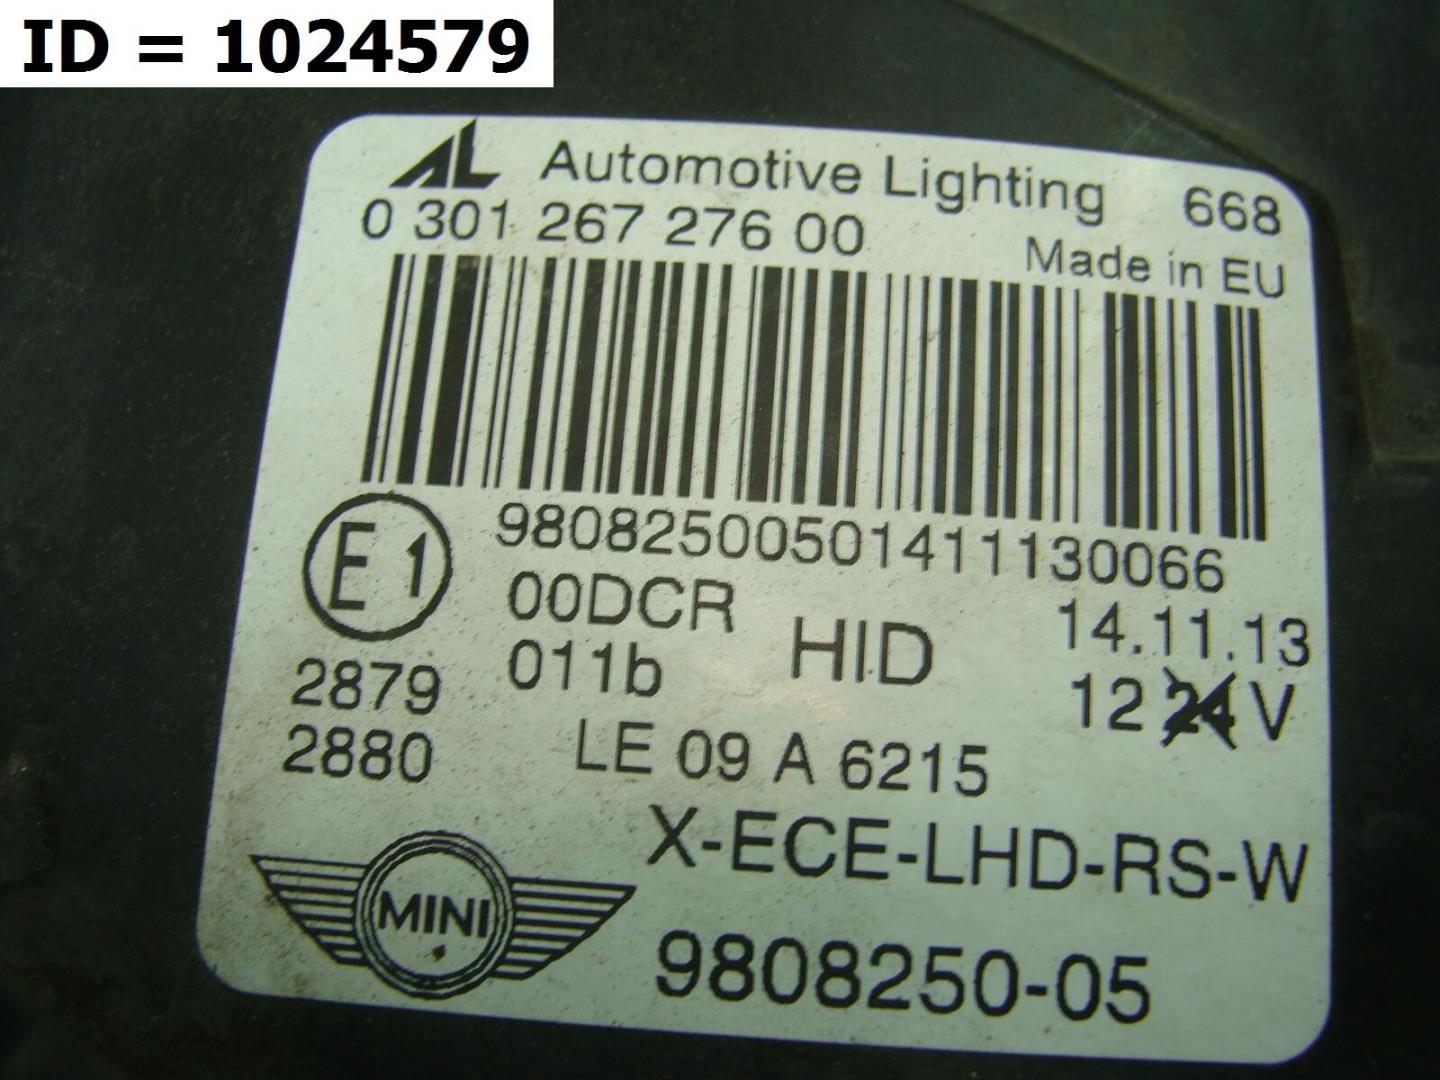 ID = 1024579
AL Automotive Lighting 668
0 301 267 276 00
Made in EU
98082500501411130066
E1
00DCR
HID
14.11.13
2879
011b
12 24 V
2880
LE 09 A 6215
X-ECE-LHD-RS-W
MINI
9808250-05